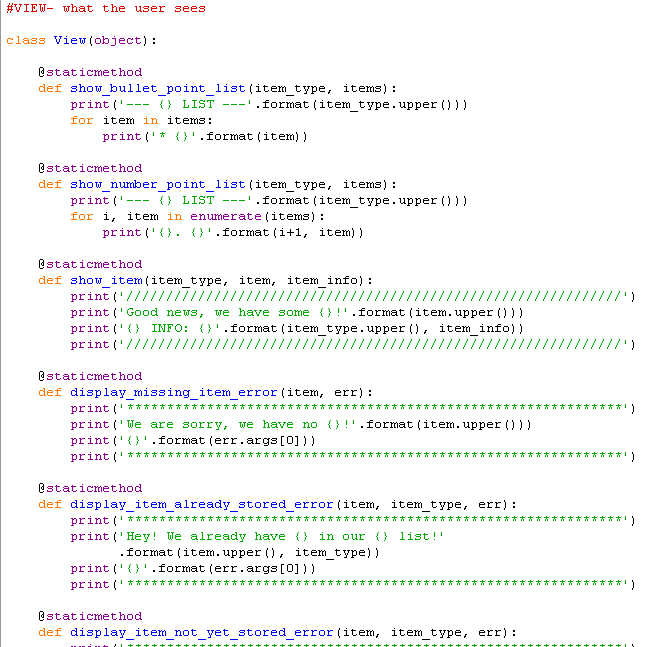 #VIEW- what the user sees
class View(object):
@staticmethod
def show_bullet_point_list(item_type, items):
print('--- {} LIST ---'.format(item_type.upper()))
for item in items:
print('* {}'.format(item))
@staticmethod
def show_number_point_list(item_type, items):
print('--- {} LIST ---'.format(item_type.upper()))
for i, item in enumerate(items):
print('{}. {}'.format(i+1, item))
@staticmethod
def show_item(item_type, item, item_info):
print('//////////////////////////////////////////////////////////////')
print('Good news, we have some {}!'.format(item.upper()))
print('{} INFO: {}'.format(item_type.upper(), item_info))
print('//////////////////////////////////////////////////////////////')
@staticmethod
def display_missing_item_error(item, err):
print('**************************************************************')
print('We are sorry, we have no {}!'.format(item.upper()))
print('{}'.format(err.args[0]))
print('**************************************************************')
@staticmethod
def display_item_already_stored_error(item, item_type, err):
print('**************************************************************')
print('Hey! We already have {} in our {} list!'
.format(item.upper(), item_type))
print('{}'.format(err.args[0]))
print('**************************************************************')
@staticmethod
def display_item_not_yet_stored_error(item, item_type, err):